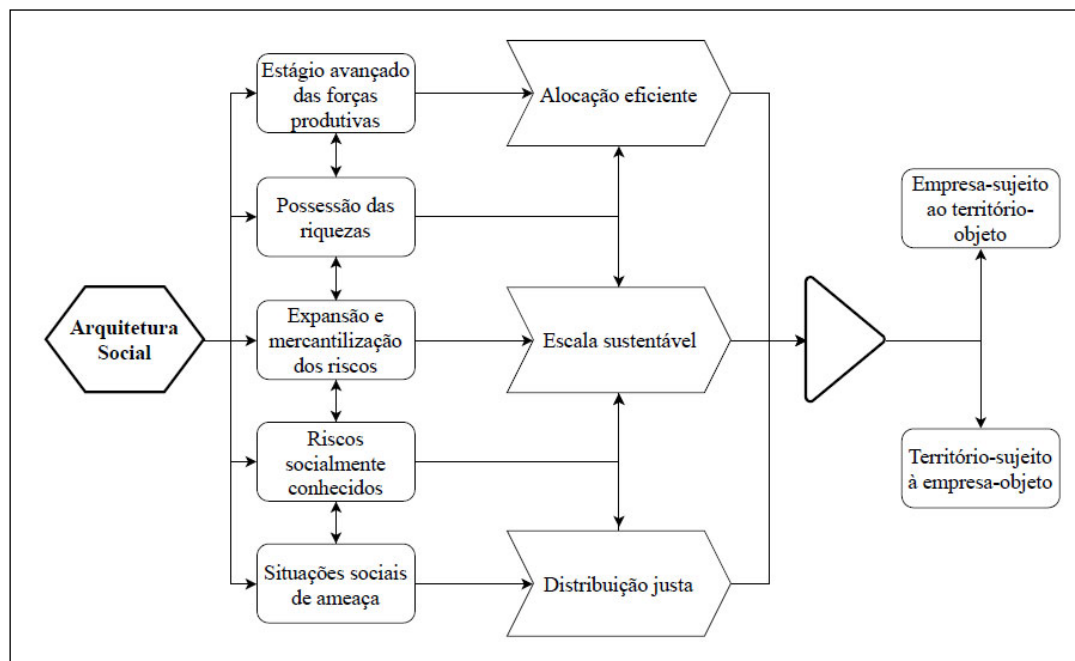 Arquitetura
Social
Estágio avançado
das forças
produtivas
Possessão das
riquezas
Expansão e
mercantilização
dos riscos
Riscos
socialmente
conhecidos
Situações sociais
de ameaça
Alocação eficiente
Escala sustentável
Distribuição justa
Empresa-sujeito
ao território-
objeto
Território-sujeito
à empresa-objeto